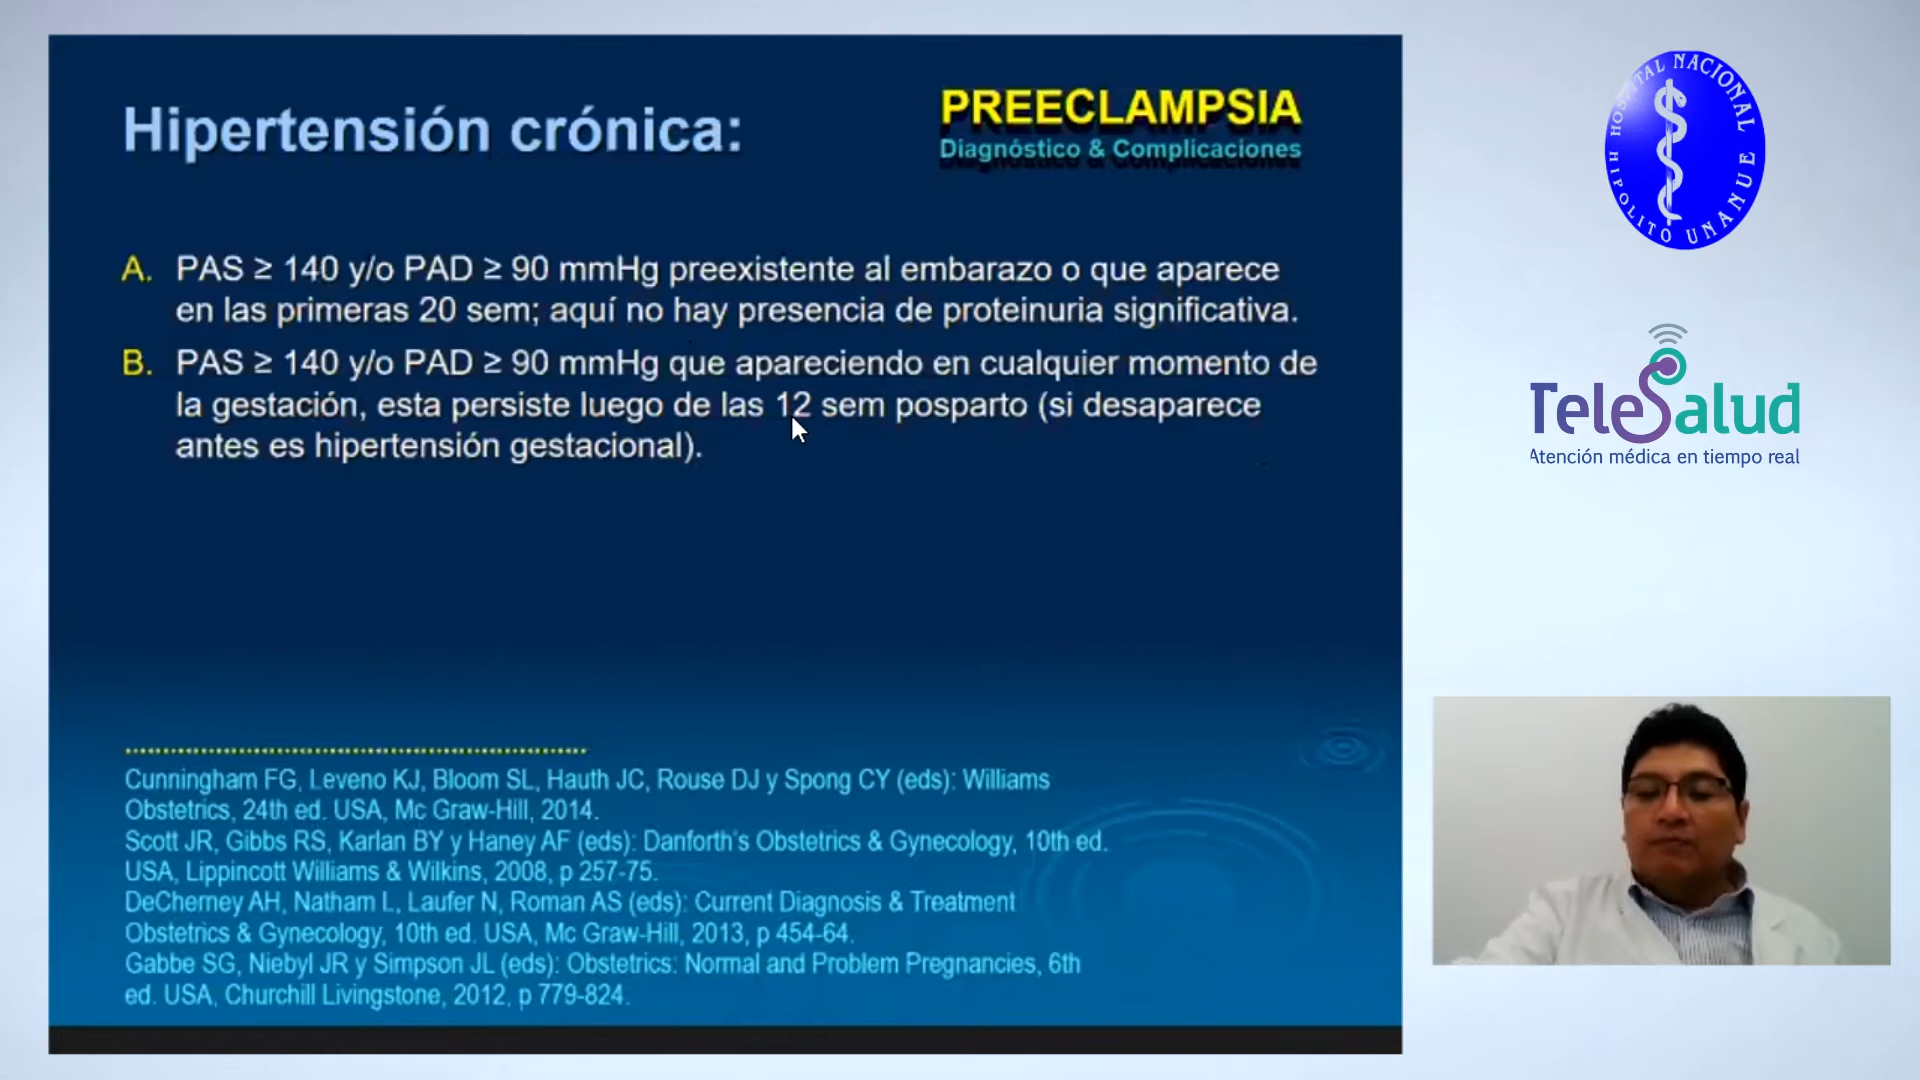 Hipertensión crónica:
PREECLAMPSIA
Diagnóstico & Complicaciones
A. PAS ≥ 140 y/o PAD ≥ 90 mmHg preexistente al embarazo o que aparece
en las primeras 20 sem; aquí no hay presencia de proteinuria significativa.
B. PAS ≥ 140 y/o PAD ≥ 90 mmHg que apareciendo en cualquier momento de
la gestación, esta persiste luego de las 12 sem posparto (si desaparece
antes es hipertensión gestacional).
Cunningham FG, Leveno KJ, Bloom SL, Hauth JC, Rouse DJ y Spong CY (eds): Williams
Obstetrics, 24th ed. USA, Mc Graw-Hill, 2014.
Scott JR, Gibbs RS, Karlan BY y Haney AF (eds): Danforth's Obstetrics & Gynecology, 10th ed.
USA, Lippincott Williams & Wilkins, 2008, p 257-75.
DeCherney AH, Natham L, Laufer N, Roman AS (eds): Current Diagnosis & Treatment
Obstetrics & Gynecology, 10th ed. USA, Mc Graw-Hill, 2013, p 454-64.
Gabbe SG, Niebyl JR y Simpson JL (eds): Obstetrics: Normal and Problem Pregnancies, 6th
ed. USA, Churchill Livingstone, 2012, p 779-824.
HOSPITAL NACIONAL
HIPOLITO UNANUE
TeleSalud
Atención médica en tiempo real